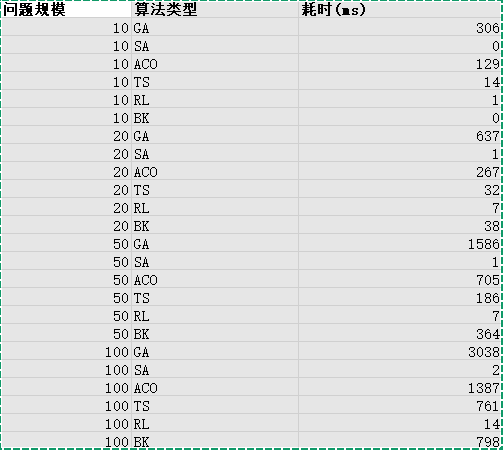 问题规模 算法类型 耗时(ms)
10 GA 306
10 SA 0
10 ACO 129
10 TS 14
10 RL 1
10 BK 0
20 GA 637
20 SA 1
20 ACO 267
20 TS 32
20 RL 7
20 BK 38
50 GA 1586
50 SA 1
50 ACO 705
50 TS 186
50 RL 7
50 BK 364
100 GA 3038
100 SA 2
100 ACO 1387
100 TS 761
100 RL 14
100 BK 798